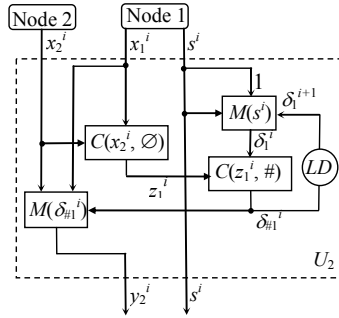 Node 2 Node 1
x₂ⁱ x₁ⁱ sⁱ
1 δ₁ⁱ⁺¹
M(sⁱ)
C(x₂ⁱ, ∅) δ₁ⁱ
z₁ⁱ C(z₁ⁱ, #) LD
M(δ#₁ⁱ) δ#₁ⁱ
U₂
y₂ⁱ sⁱ